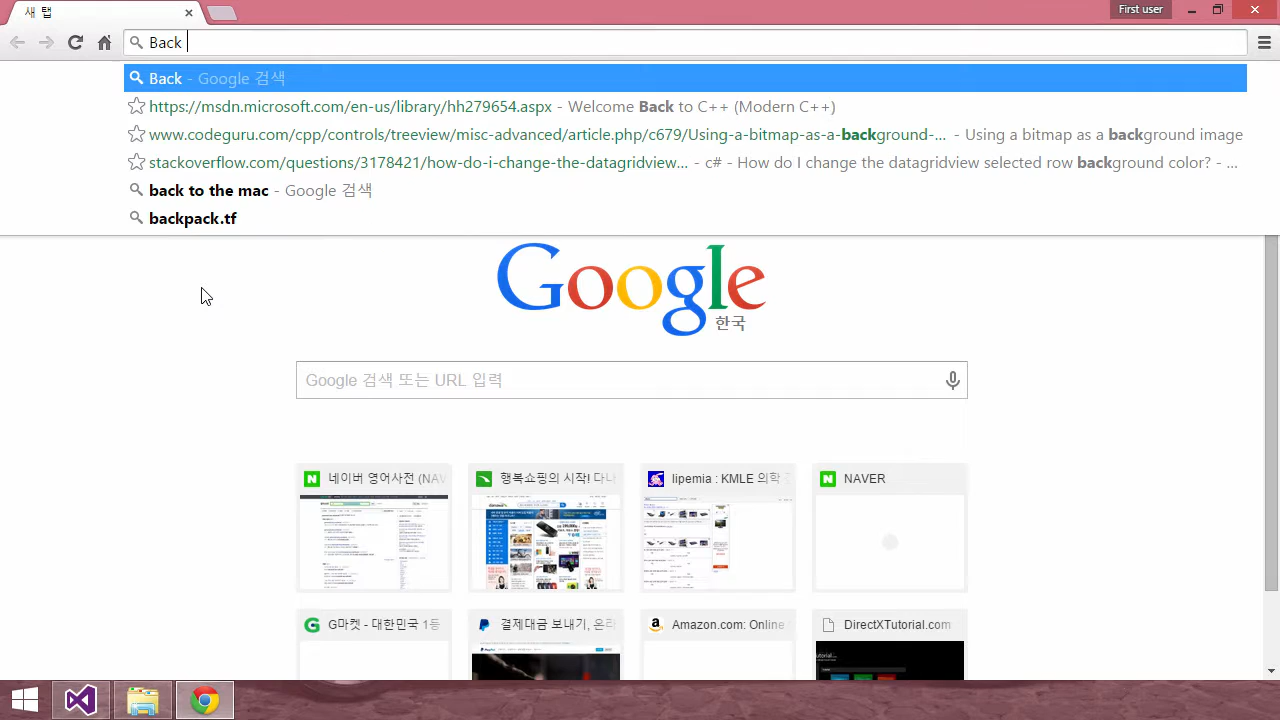 새 탭
First user
Back
Back - Google 검색
https://msdn.microsoft.com/en-us/library/hh279654.aspx - Welcome Back to C++ (Modern C++)
www.codeguru.com/cpp/controls/treeview/misc-advanced/article.php/c679/Using-a-bitmap-as-a-background-... - Using a bitmap as a background image
stackoverflow.com/questions/3178421/how-do-i-change-the-datagridview... - c# - How do I change the datagridview selected row background color? - ...
back to the mac - Google 검색
backpack.tf
Google
한국
Google 검색 또는 URL 입력
네이버 영어사전 (NAV
행복쇼핑의 시작! 다나
lipemia : KMLE 의학
NAVER
G마켓 - 대한민국 1등
결제대금 보내기, 온라
Amazon.com: Online
DirectXTutorial.com